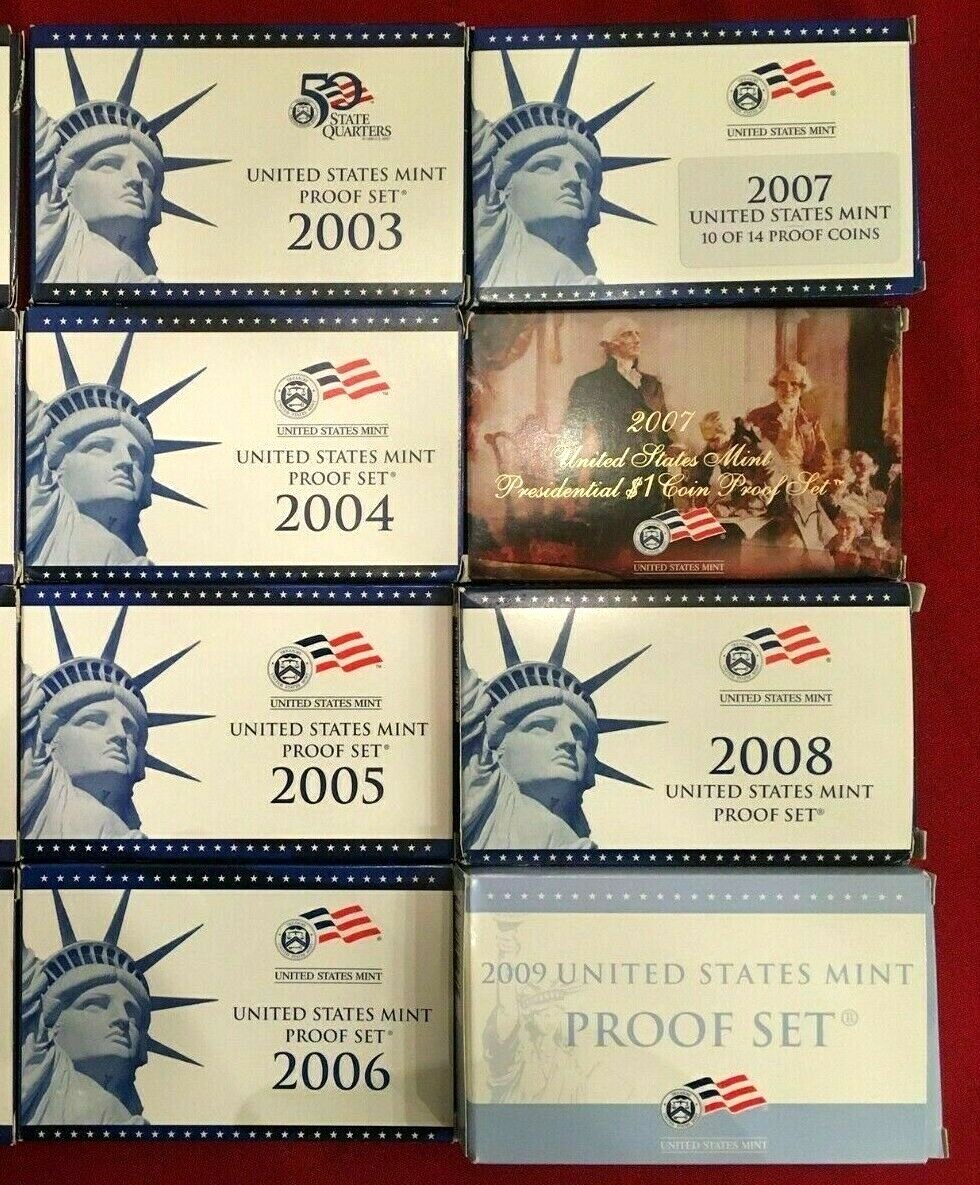 50
STATE
QUARTERS
UNITED STATES MINT
PROOF SET®
2003
UNITED STATES MINT
2007
UNITED STATES MINT
10 OF 14 PROOF COINS
UNITED STATES MINT
UNITED STATES MINT
PROOF SET®
2004
2007
United States Mint
Presidential $1 Coin Proof Set™
UNITED STATES MINT
UNITED STATES MINT
UNITED STATES MINT
PROOF SET®
2005
UNITED STATES MINT
2008
UNITED STATES MINT
PROOF SET®
UNITED STATES MINT
UNITED STATES MINT
PROOF SET®
2006
2009 UNITED STATES MINT
PROOF SET®
UNITED STATES MINT